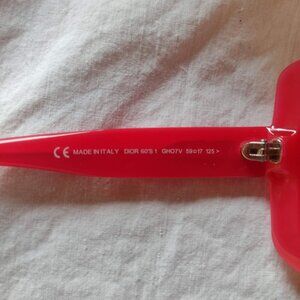 CE MADE IN ITALY DIOR 60'S 1 GHO7V 59□17 125 >